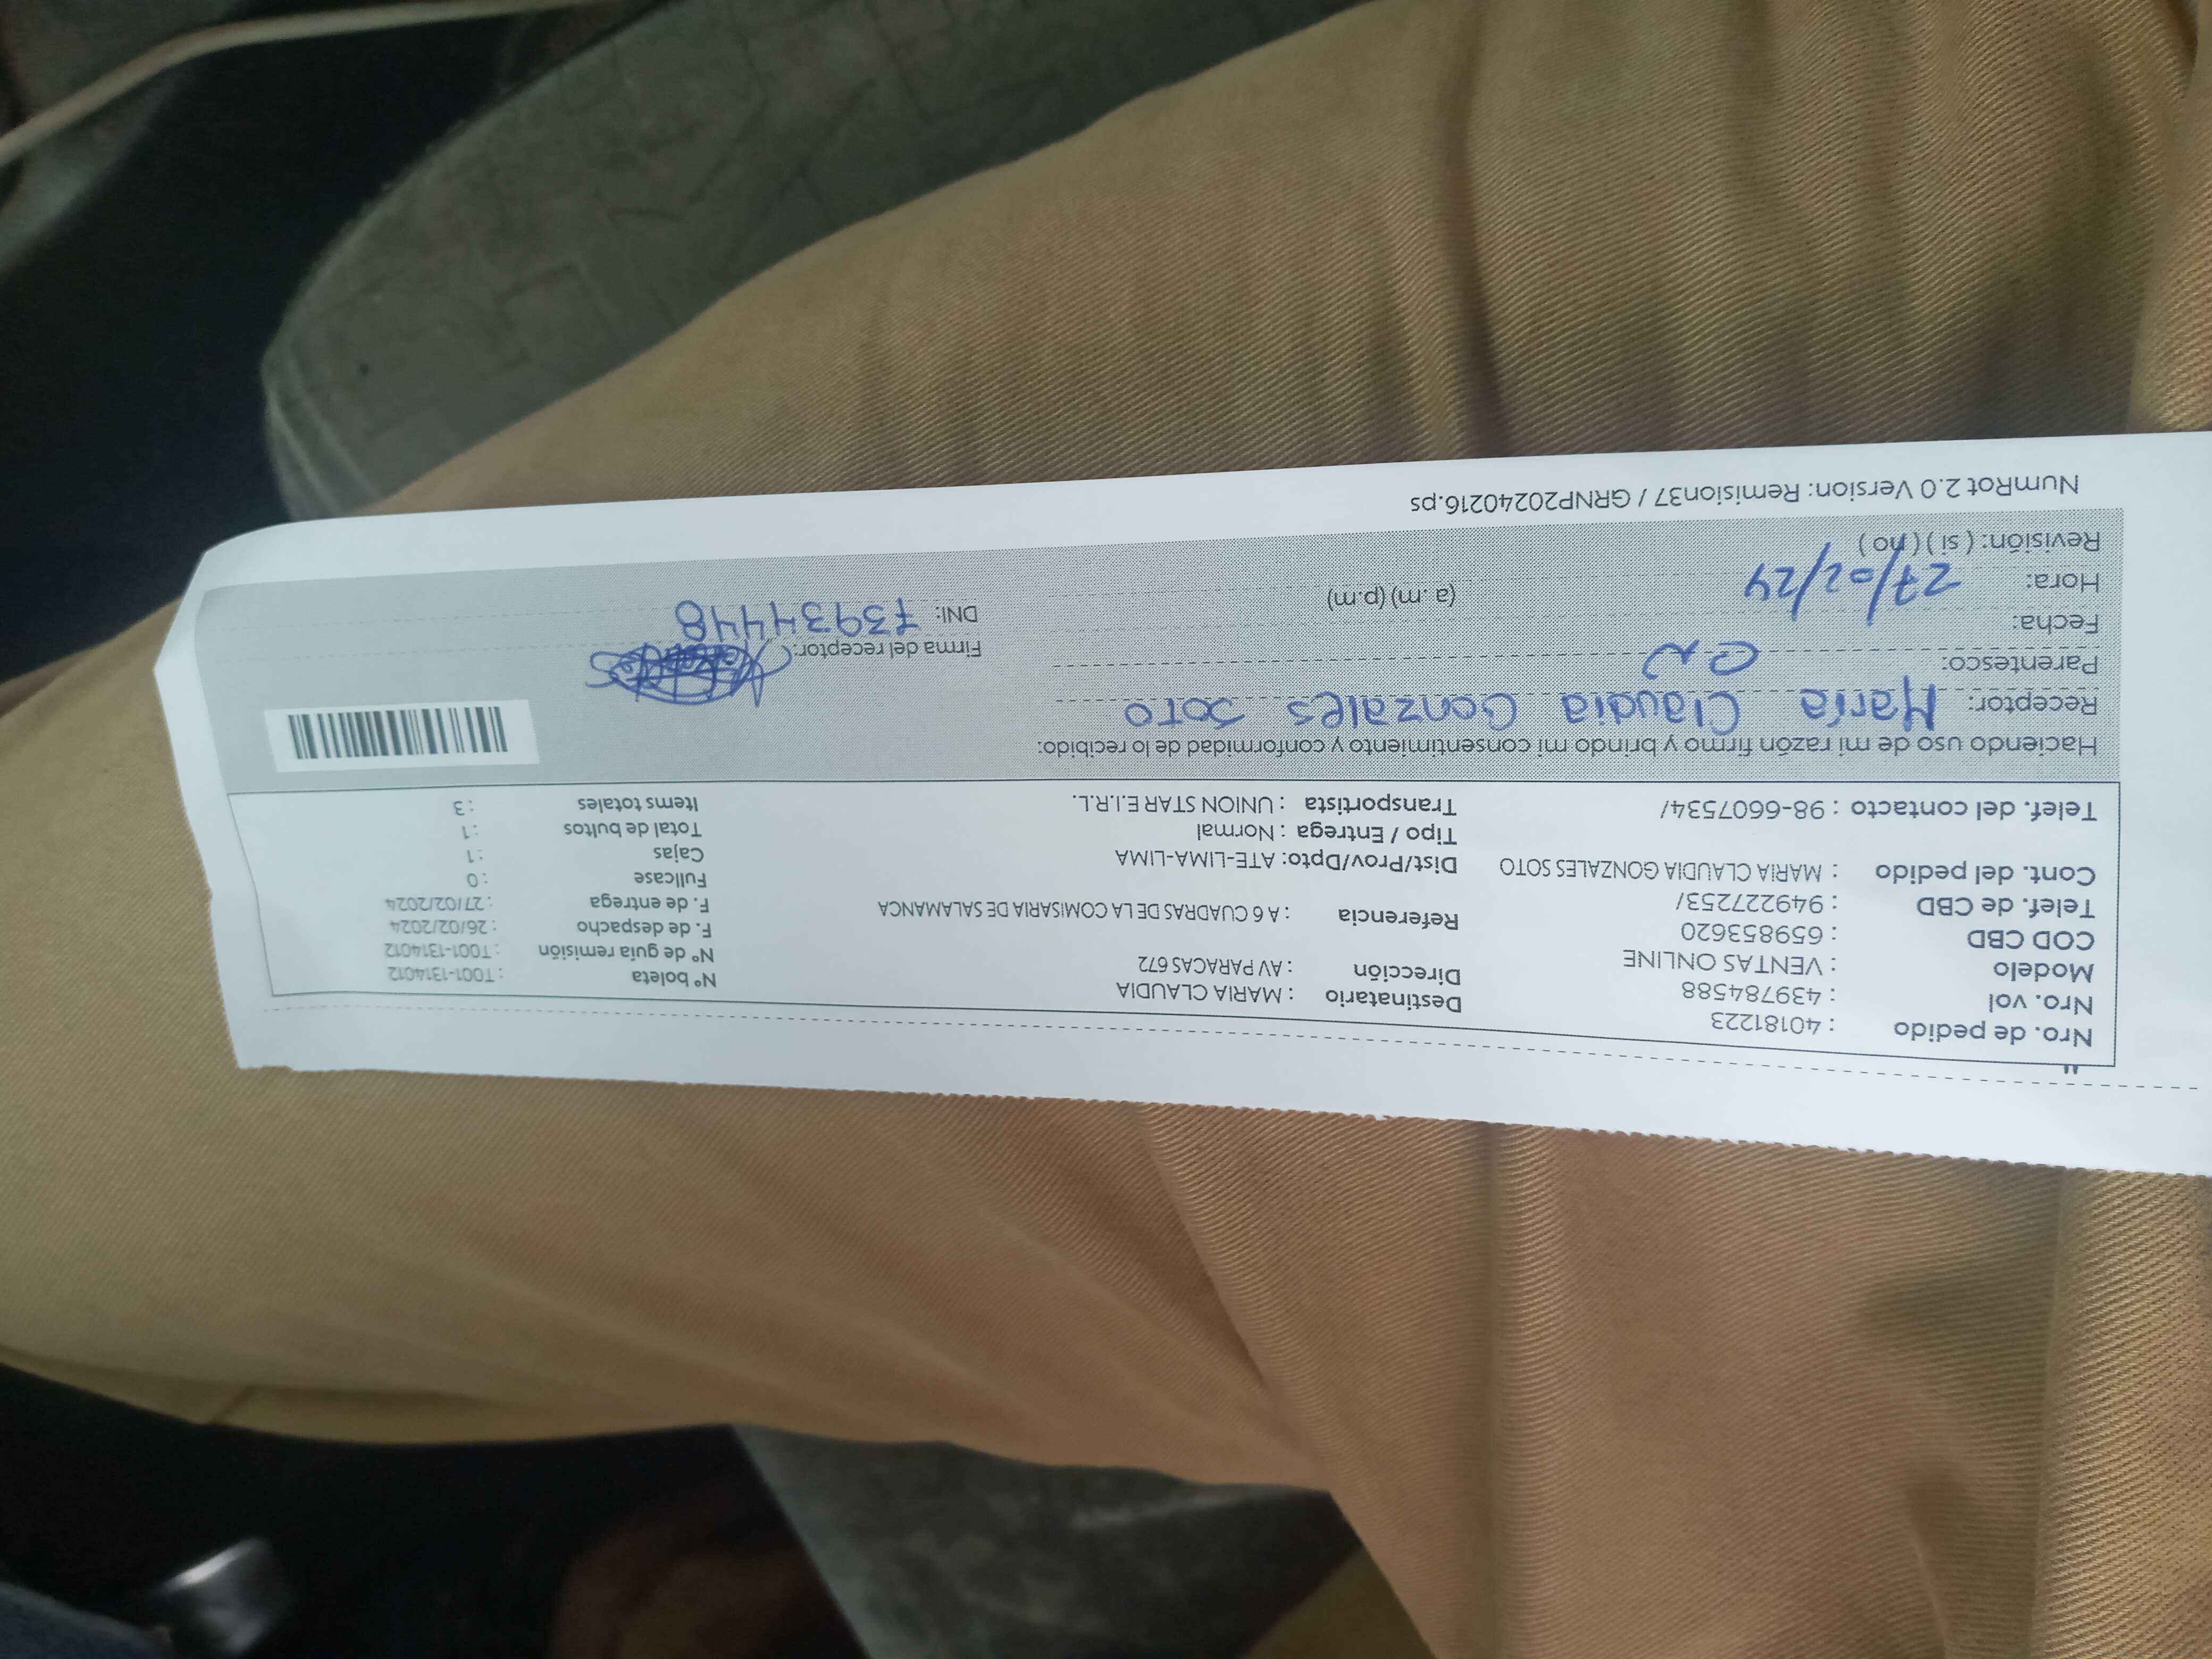 Nro. de pedido : 40181223
Nro. vol : 439784588
Modelo : VENTAS ONLINE
COD CBD : 659853620
Telef. de CBD : 949227253/
Cont. del pedido : MARIA CLAUDIA GONZALES SOTO
Telef. del contacto : 98-6607534/
Destinatario : MARIA CLAUDIA
Dirección : AV PARACAS 672
Referencia : A 6 CUADRAS DE LA COMISARIA DE SALAMANCA
Dist/Prov/Dpto: ATE-LIMA-LIMA
Tipo / Entrega : Normal
Transportista : UNION STAR E.I.R.L.
N° boleta : T001-1314012
N° de guía remisión : T001-1314012
F. de despacho : 26/02/2024
F. de entrega : 27/02/2024
Fullcase : 0
Cajas : 1
Total de bultos : 1
Items totales : 3
Haciendo uso de mi razón firmo y brindo mi consentimiento y conformidad de lo recibido:
Receptor: María Claudia Gonzales Soto
Parentesco:
Fecha:
Hora: 27/02/24 (a. m) (p.m)
Revisión: ( si ) ( no )
Firma del receptor:
DNI: 73934448
NumRot 2.0 Version: Remision37 / GRNP20240216.ps